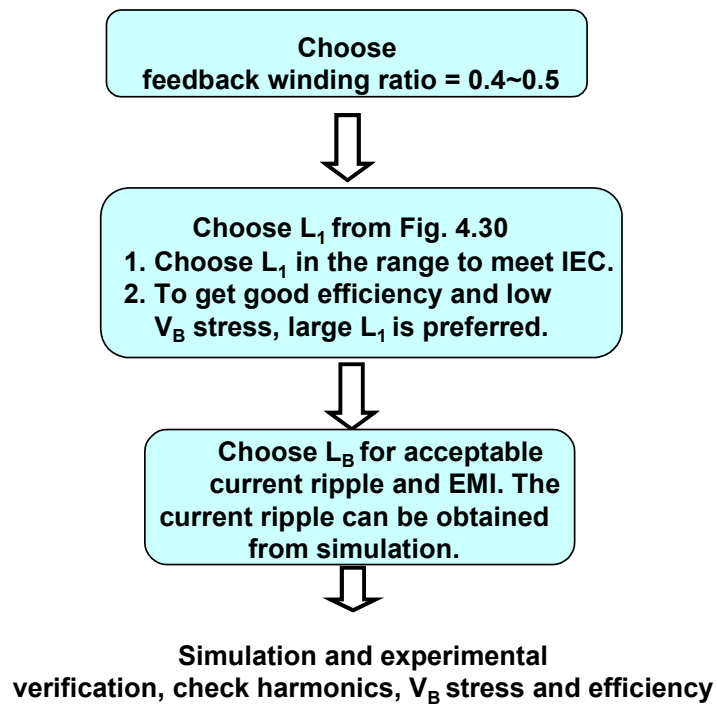 Choose
feedback winding ratio = 0.4~0.5
Choose L₁ from Fig. 4.30
1. Choose L₁ in the range to meet IEC.
2. To get good efficiency and low
V_B stress, large L₁ is preferred.
Choose L_B for acceptable
current ripple and EMI. The
current ripple can be obtained
from simulation.
Simulation and experimental
verification, check harmonics, V_B stress and efficiency